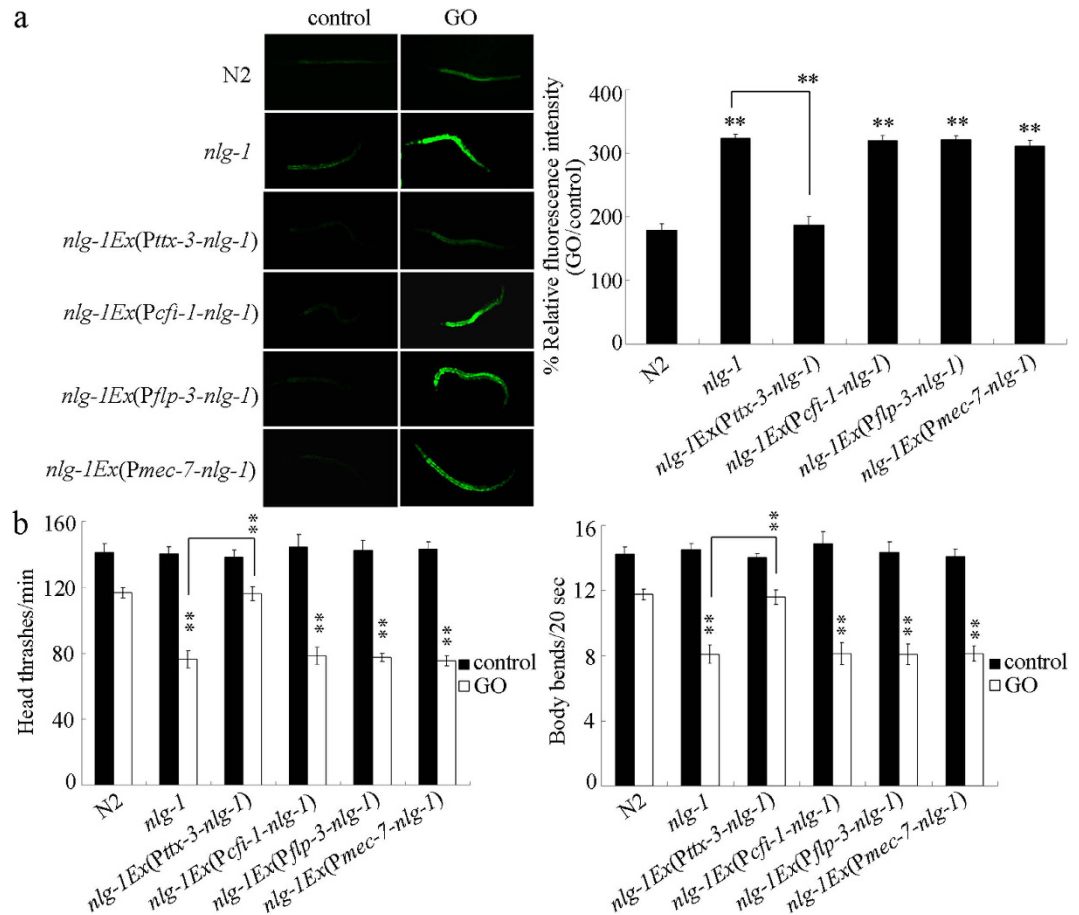 a
control
GO
N2
nlg-1
nlg-1Ex(Pttx-3-nlg-1)
nlg-1Ex(Pcfi-1-nlg-1)
nlg-1Ex(Pflp-3-nlg-1)
nlg-1Ex(Pmec-7-nlg-1)
% Relative fluorescence intensity
(GO/control)
400
300
200
100
0
**
**
**
**
**
N2
nlg-1
nlg-1Ex(Pttx-3-nlg-1)
nlg-1Ex(Pcfi-1-nlg-1)
nlg-1Ex(Pflp-3-nlg-1)
nlg-1Ex(Pmec-7-nlg-1)
b
Head thrashes/min
160
120
80
40
0
**
**
**
**
**
control
GO
N2
nlg-1
nlg-1Ex(Pttx-3-nlg-1)
nlg-1Ex(Pcfi-1-nlg-1)
nlg-1Ex(Pflp-3-nlg-1)
nlg-1Ex(Pmec-7-nlg-1)
Body bends/20 sec
16
12
8
4
0
**
**
**
**
**
control
GO
N2
nlg-1
nlg-1Ex(Pttx-3-nlg-1)
nlg-1Ex(Pcfi-1-nlg-1)
nlg-1Ex(Pflp-3-nlg-1)
nlg-1Ex(Pmec-7-nlg-1)